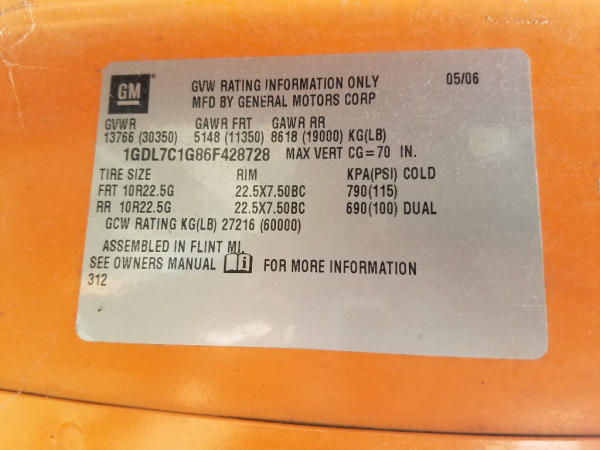 GM
GVW RATING INFORMATION ONLY 05/06
MFD BY GENERAL MOTORS CORP
GVWR GAWR FRT GAWR RR
13766 (30350) 5148 (11350) 8618 (19000) KG(LB)
1GDL7C1G86F428728 MAX VERT CG=70 IN.
TIRE SIZE RIM KPA(PSI) COLD
FRT 10R22.5G 22.5X7.50BC 790(115)
RR 10R22.5G 22.5X7.50BC 690(100) DUAL
GCW RATING KG(LB) 27216 (60000)
ASSEMBLED IN FLINT MI.
SEE OWNERS MANUAL i FOR MORE INFORMATION
312